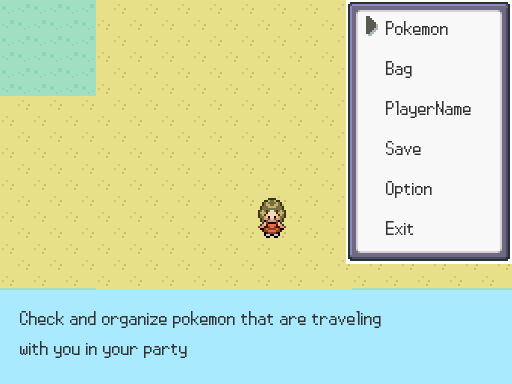 Pokemon
Bag
PlayerName
Save
Option
Exit
Check and organize pokemon that are traveling
with you in your party